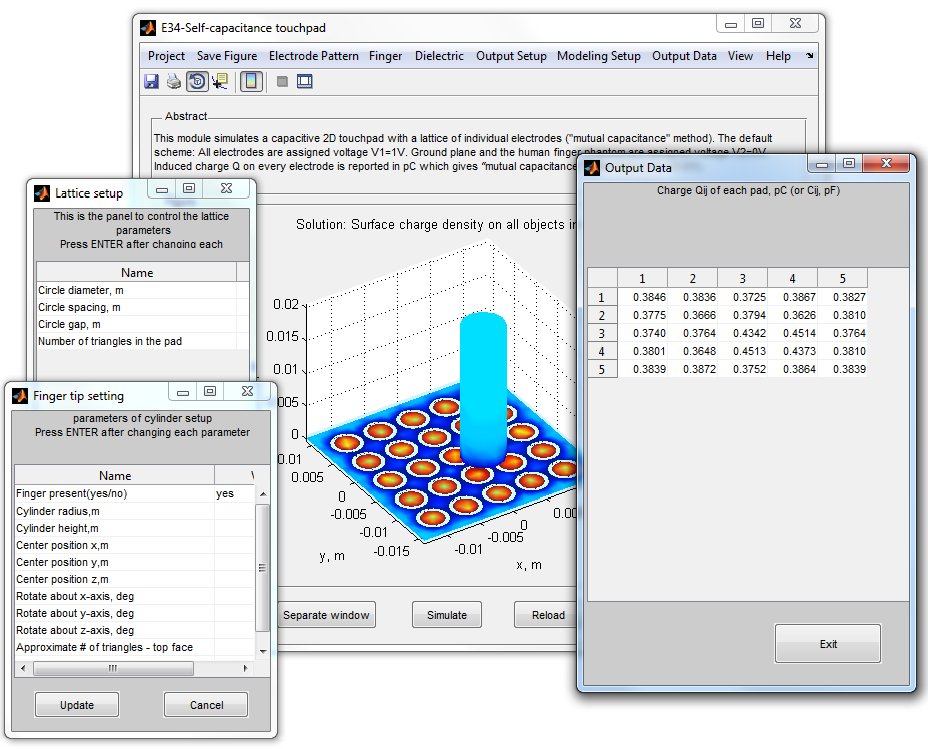 E34-Self-capacitance touchpad
Project Save Figure Electrode Pattern Finger Dielectric Output Setup Modeling Setup Output Data View Help
Abstract
This module simulates a capacitive 2D touchpad with a lattice of individual electrodes ("mutual capacitance" method). The default
scheme: All electrodes are assigned voltage V1=1V. Ground plane and the human finger phantom are assigned voltage V2=0V.
Induced charge Q on every electrode is reported in pC which gives "mutual capacitance
Solution: Surface charge density on all objects in
0.02
0.015
0.01
0.005
0
0.01
0.005
0
-0.005
-0.01
-0.015
y, m
-0.01
-0.005
0
0.00
x, m
Separate window
Simulate
Reload
Lattice setup
This is the panel to control the lattice
parameters
Press ENTER after changing each
Name
Circle diameter, m
Circle spacing, m
Circle gap, m
Number of triangles in the pad
Finger tip setting
parameters of cylinder setup
Press ENTER after changing each parameter
Name
Finger present(yes/no) yes
Cylinder radius,m
Cylinder height,m
Center position x,m
Center position y,m
Center position z,m
Rotate about x-axis, deg
Rotate about y-axis, deg
Rotate about z-axis, deg
Approximate # of triangles - top face
Update
Cancel
Output Data
Charge Qij of each pad, pC (or Cij, pF)
1 2 3 4 5
1 0.3846 0.3836 0.3725 0.3867 0.3827
2 0.3775 0.3666 0.3794 0.3626 0.3810
3 0.3740 0.3764 0.4342 0.4514 0.3764
4 0.3801 0.3648 0.4513 0.4373 0.3810
5 0.3839 0.3872 0.3752 0.3864 0.3839
Exit